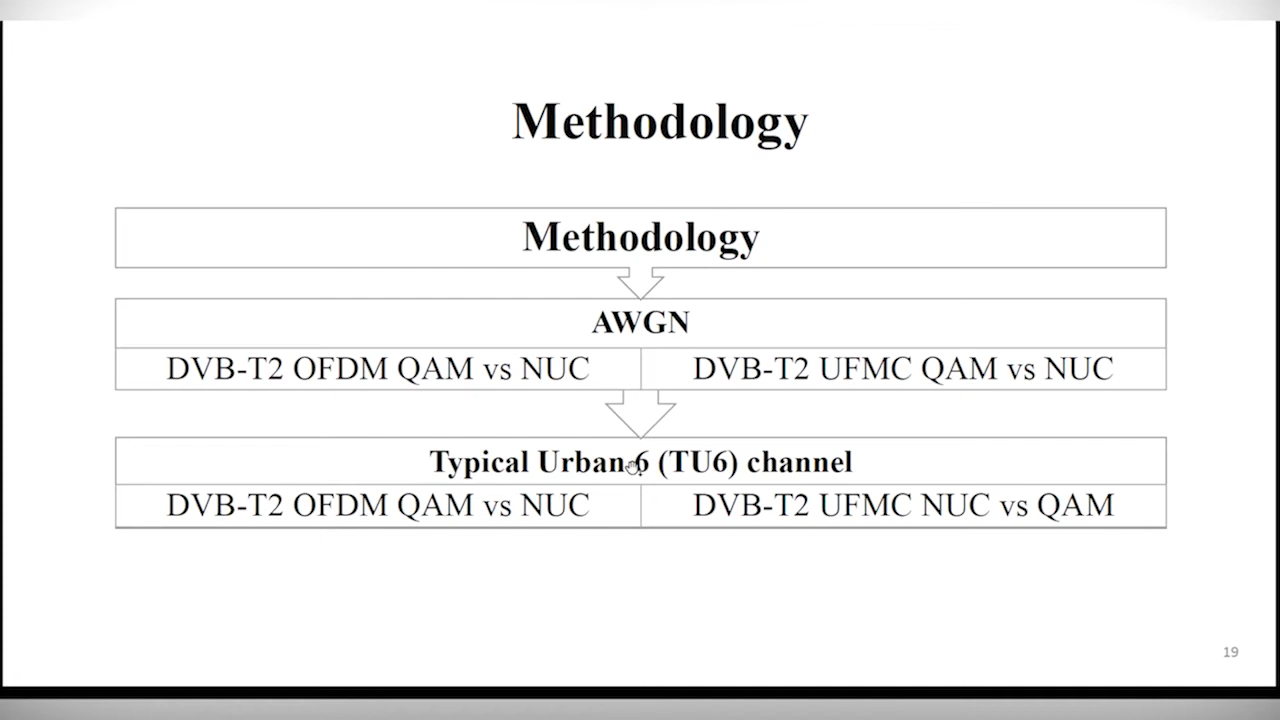 Methodology
Methodology
AWGN
DVB-T2 OFDM QAM vs NUC
DVB-T2 UFMC QAM vs NUC
Typical Urban 6 (TU6) channel
DVB-T2 OFDM QAM vs NUC
DVB-T2 UFMC NUC vs QAM
19